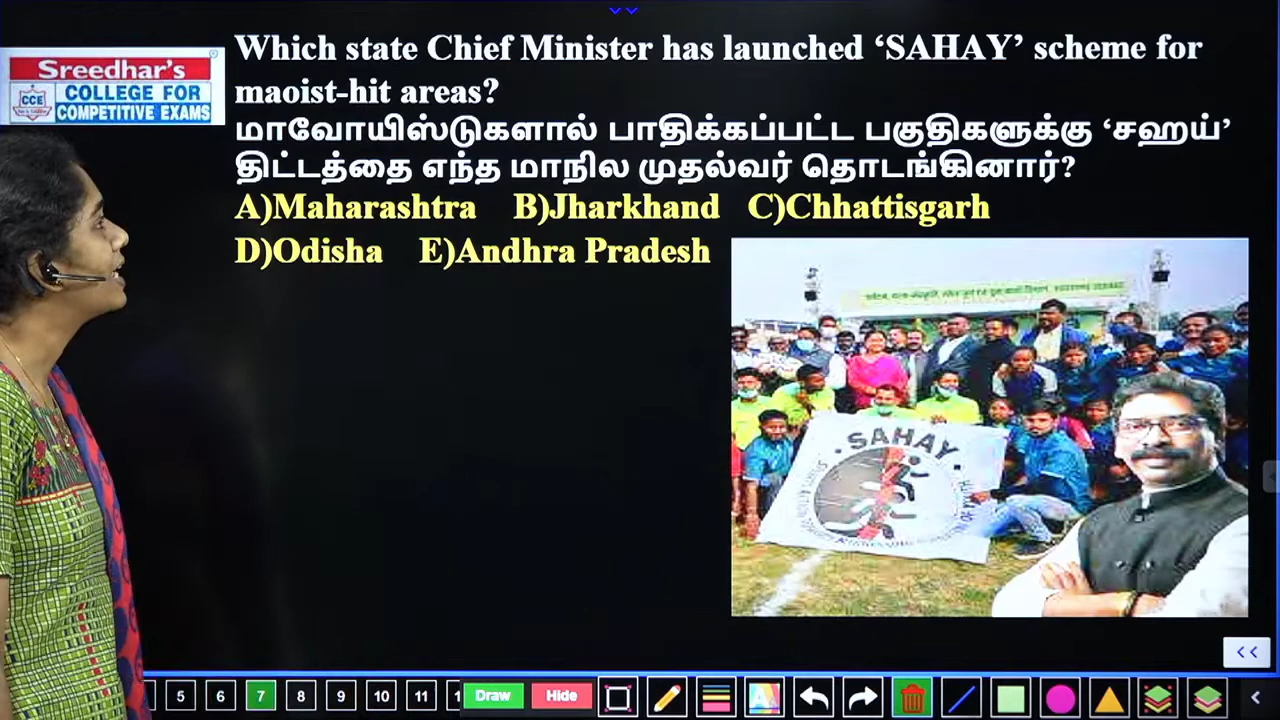 Which state Chief Minister has launched ‘SAHAY’ scheme for
maoist-hit areas?
மாவோயிஸ்டுகளால் பாதிக்கப்பட்ட பகுதிகளுக்கு ‘சஹய்’
திட்டத்தை எந்த மாநில முதல்வர் தொடங்கினார்?
A)Maharashtra B)Jharkhand C)Chhattisgarh
D)Odisha E)Andhra Pradesh
Sreedhar's
CCE
COLLEGE FOR
COMPETITIVE EXAMS
SAHAY
5 6 7 8 9 10 11 1
Draw Hide